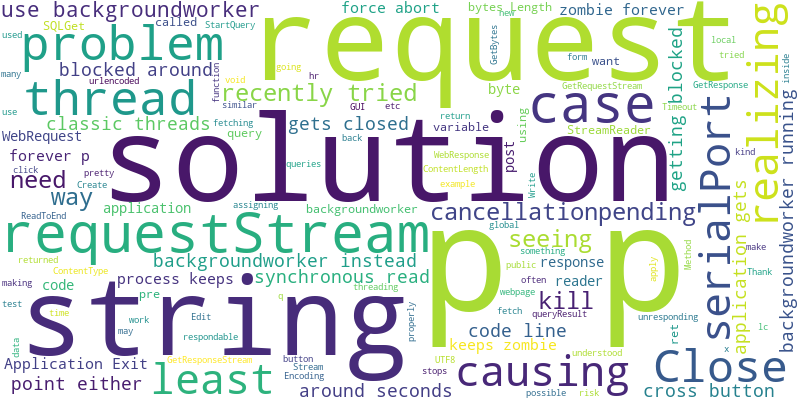 use backgroundworker
SQLGet
called
StartQuery
force abort
bytes Length
new
zombie forever
used
problem
request
GetBytes
form
want
local
tried
many
blocked around
urlencoded
function
void
going
hr
GetRequestStream
GetResponse
getting blocked
realizing
inside
thread
recently tried
byte
case
Timeout
use
similar
GUI
etc
classic threads
fetching
gets closed
return
variable
using
StreamReader
kind
WebRequest
query
back
post
forever p
solution
WebResponse
ContentLength
example
queries
click
pretty
need
way
Create
Write
serialPort
application gets
backgroundworker running
ReadToEnd
application
assigning
backgroundworker
cancellationpending
global
make
requestStream
p p
seeing
something
public
Method
Thank
returned
backgroundworker instead
response
often
webpage
apply
ContentType
process keeps
synchronous read
reader
fetch
making
string
code
pre
threading
q
kill
queryResult
unresponding
time
test
work
Edit
respondable
properly
code line
ret
x
lc
data
may
keeps zombie
Application Exit
GetResponseStream
button
Stream
Encoding
UTF8
stops
causing
understood
Close
point either
least
around seconds
possible
risk
cross button